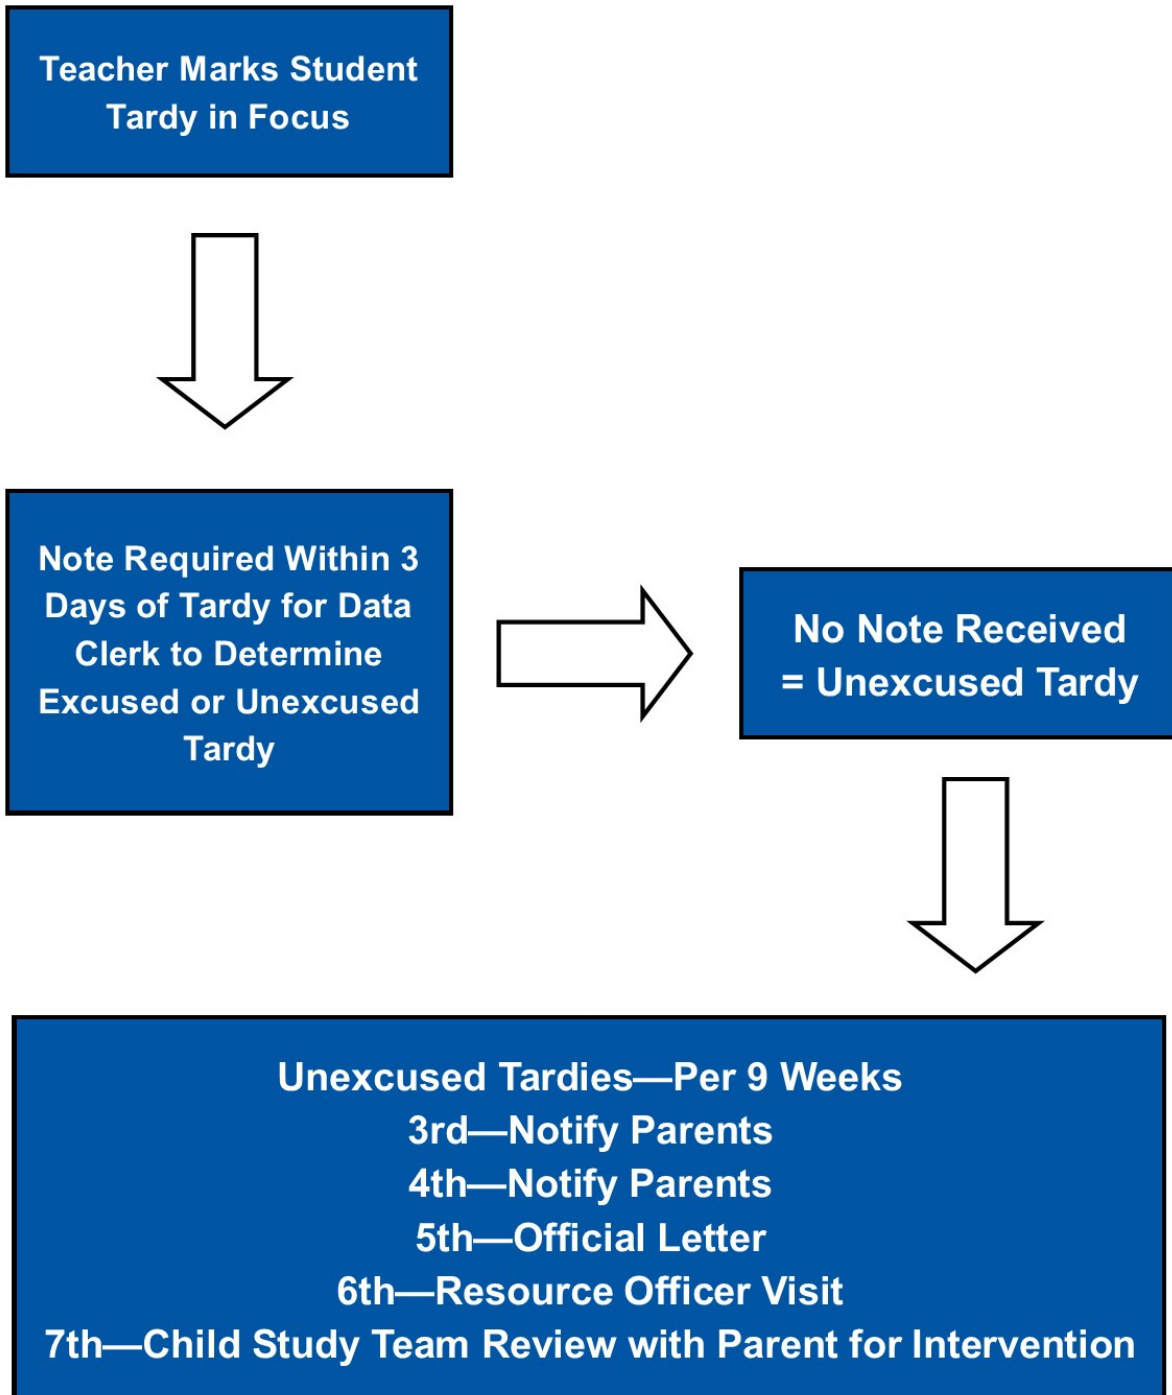 Teacher Marks Student
Tardy in Focus
Note Required Within 3
Days of Tardy for Data
Clerk to Determine
Excused or Unexcused
Tardy
No Note Received
= Unexcused Tardy
Unexcused Tardies—Per 9 Weeks
3rd—Notify Parents
4th—Notify Parents
5th—Official Letter
6th—Resource Officer Visit
7th—Child Study Team Review with Parent for Intervention